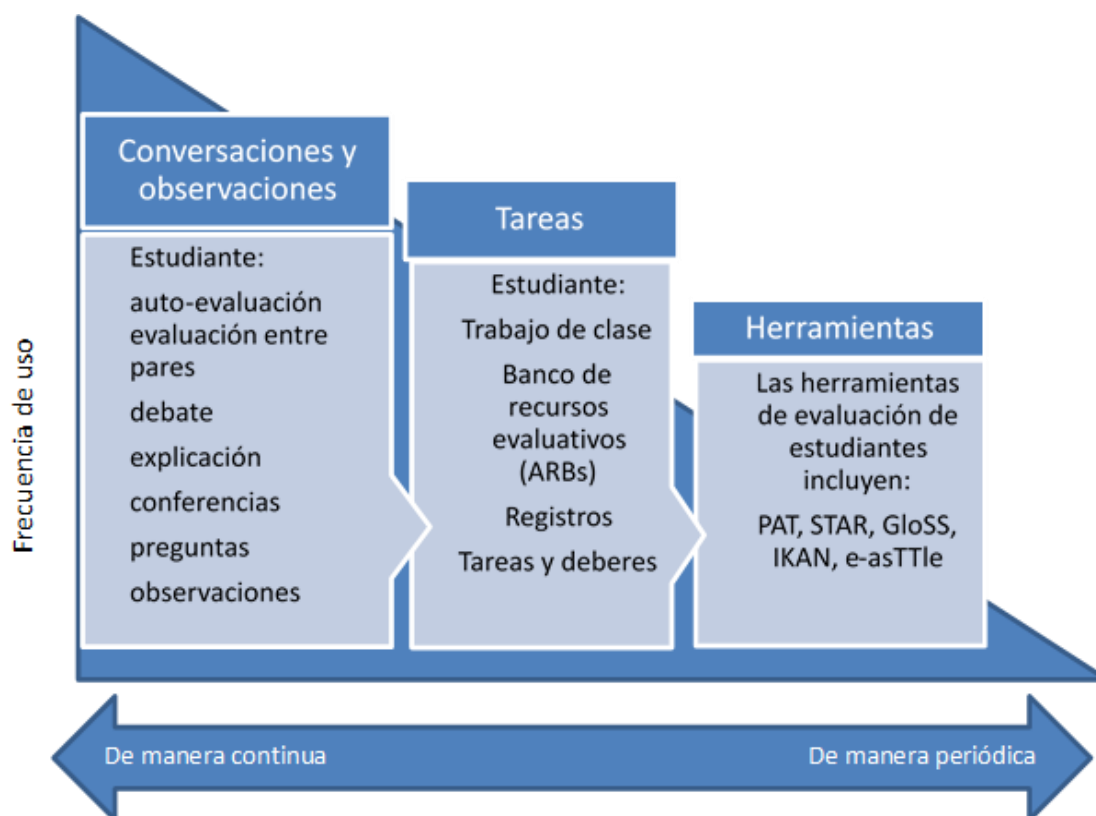 Frecuencia de uso
Conversaciones y
observaciones
Estudiante:
auto-evaluación
evaluación entre
pares
debate
explicación
conferencias
preguntas
observaciones
Tareas
Estudiante:
Trabajo de clase
Banco de
recursos
evaluativos
(ARBs)
Registros
Tareas y deberes
Herramientas
Las herramientas
de evaluación de
estudiantes
incluyen:
PAT, STAR, GloSS,
IKAN, e-asTTle
De manera continua
De manera periódica